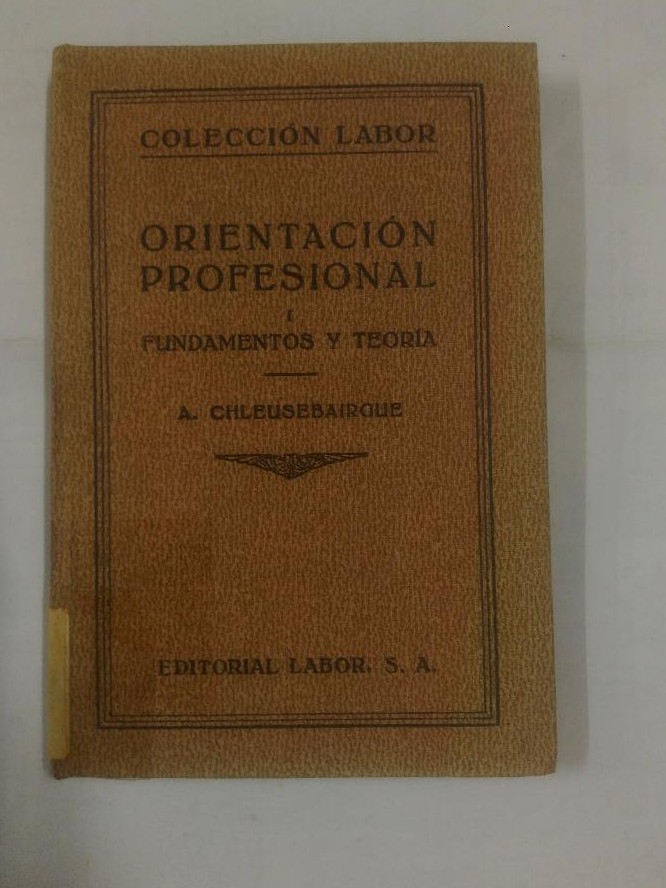 COLECCIÓN LABOR
ORIENTACIÓN
PROFESIONAL
I
FUNDAMENTOS Y TEORÍA
A. CHLEUSEBAIRGUE
EDITORIAL LABOR, S. A.